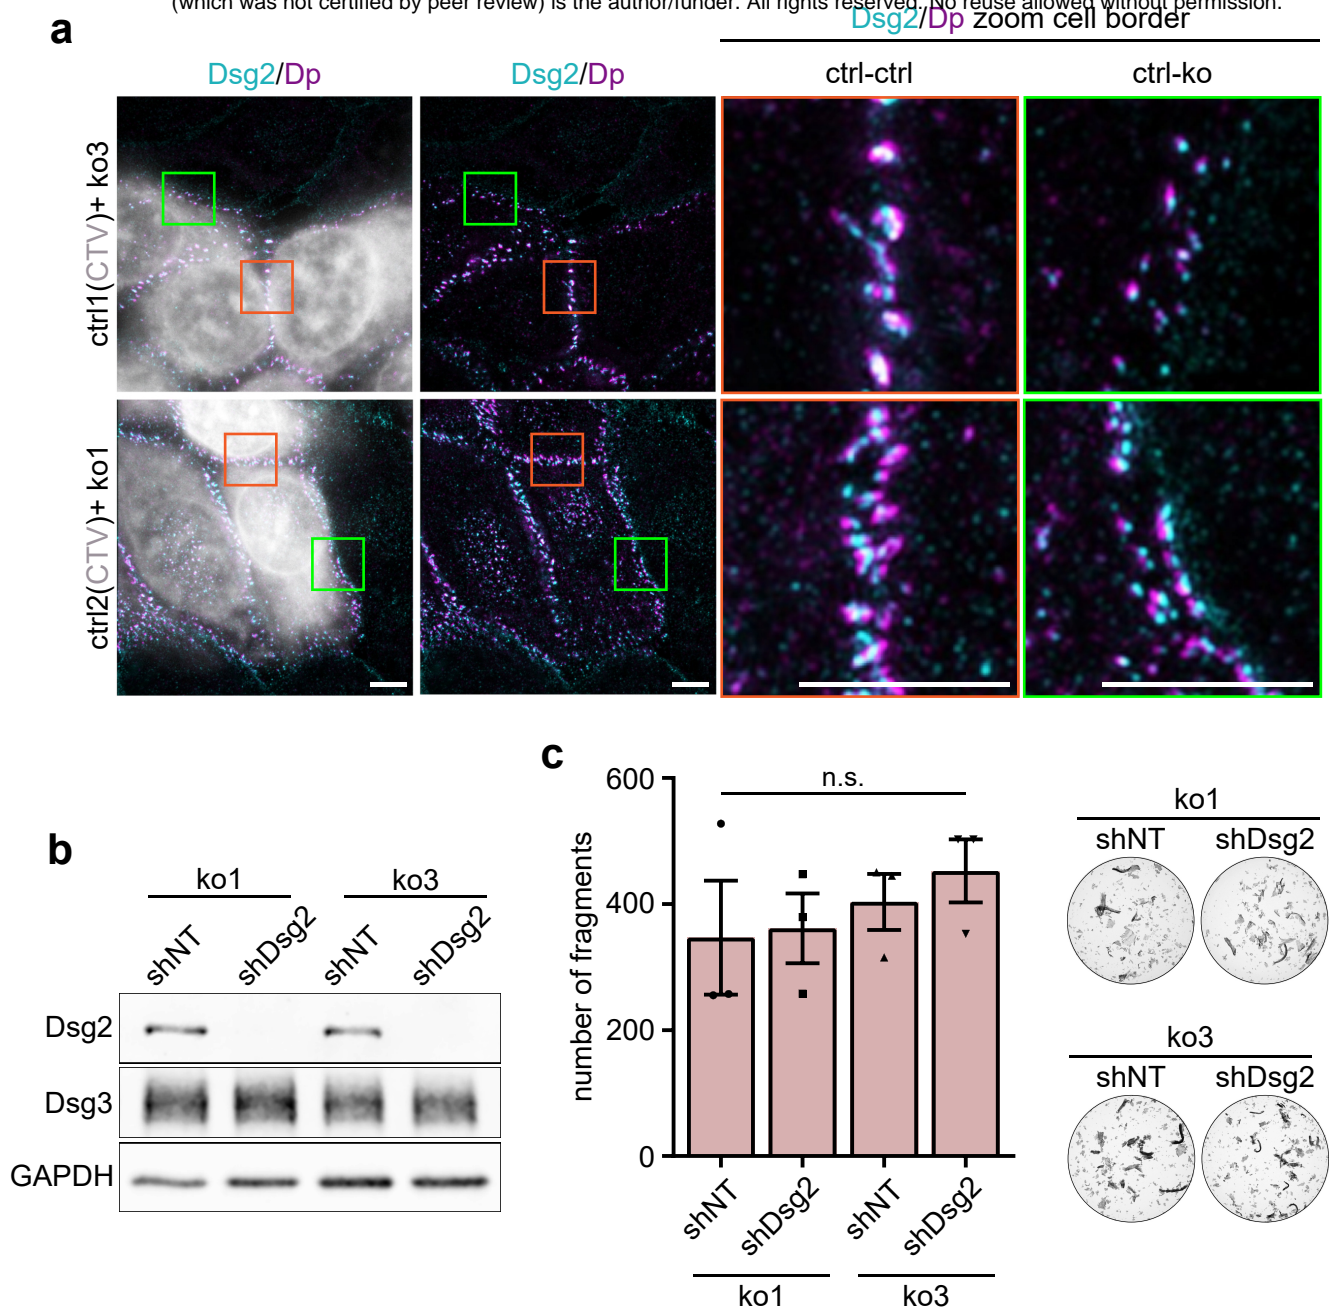 (which was not certified by peer review) is the author/funder. All rights reserved. No reuse allowed without permission.
a
Dsg2/Dp zoom cell border
Dsg2/Dp
Dsg2/Dp
ctrl-ctrl
ctrl-ko
ctrl1(CTV)+ ko3
ctrl2(CTV)+ ko1
b
ko1
ko3
shNT
shDsg2
shNT
shDsg2
Dsg2
Dsg3
GAPDH
c
number of fragments
600
400
200
0
n.s.
shNT
shDsg2
shNT
shDsg2
ko1
ko3
ko1
shNT
shDsg2
ko3
shNT
shDsg2